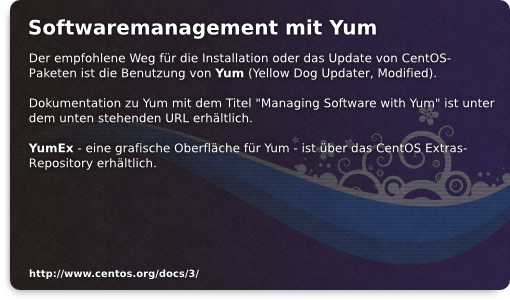 Softwaremanagement mit Yum
Der empfohlene Weg für die Installation oder das Update von CentOS-
Paketen ist die Benutzung von Yum (Yellow Dog Updater, Modified).
Dokumentation zu Yum mit dem Titel "Managing Software with Yum" ist unter
dem unten stehenden URL erhältlich.
YumEx - eine grafische Oberfläche für Yum - ist über das CentOS Extras-
Repository erhältlich.
http://www.centos.org/docs/3/